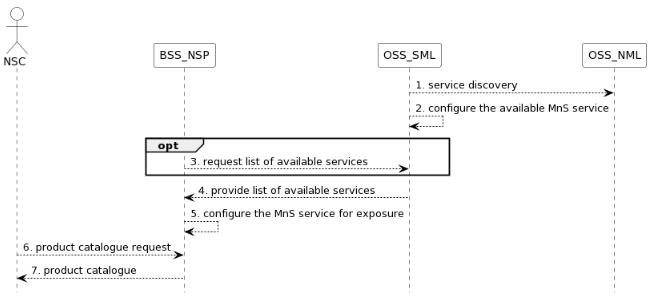 NSC
BSS_NSP
OSS_SML
OSS_NML
1. service discovery
2. configure the available MnS service
opt
3. request list of available services
4. provide list of available services
5. configure the MnS service for exposure
6. product catalogue request
7. product catalogue